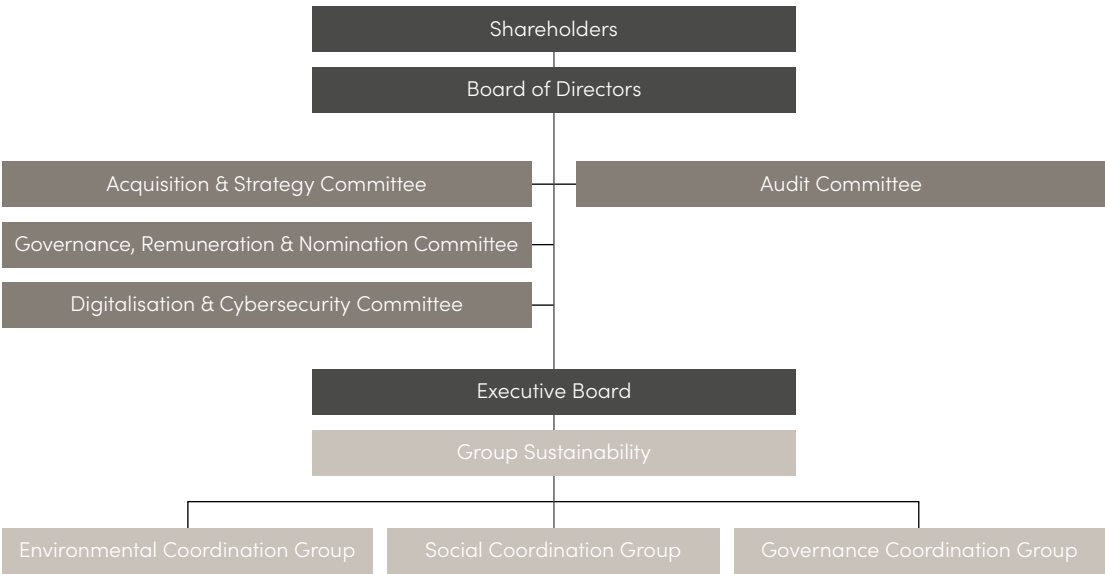 Shareholders
Board of Directors
Acquisition & Strategy Committee
Audit Committee
Governance, Remuneration & Nomination Committee
Digitalisation & Cybersecurity Committee
Executive Board
Group Sustainability
Environmental Coordination Group
Social Coordination Group
Governance Coordination Group